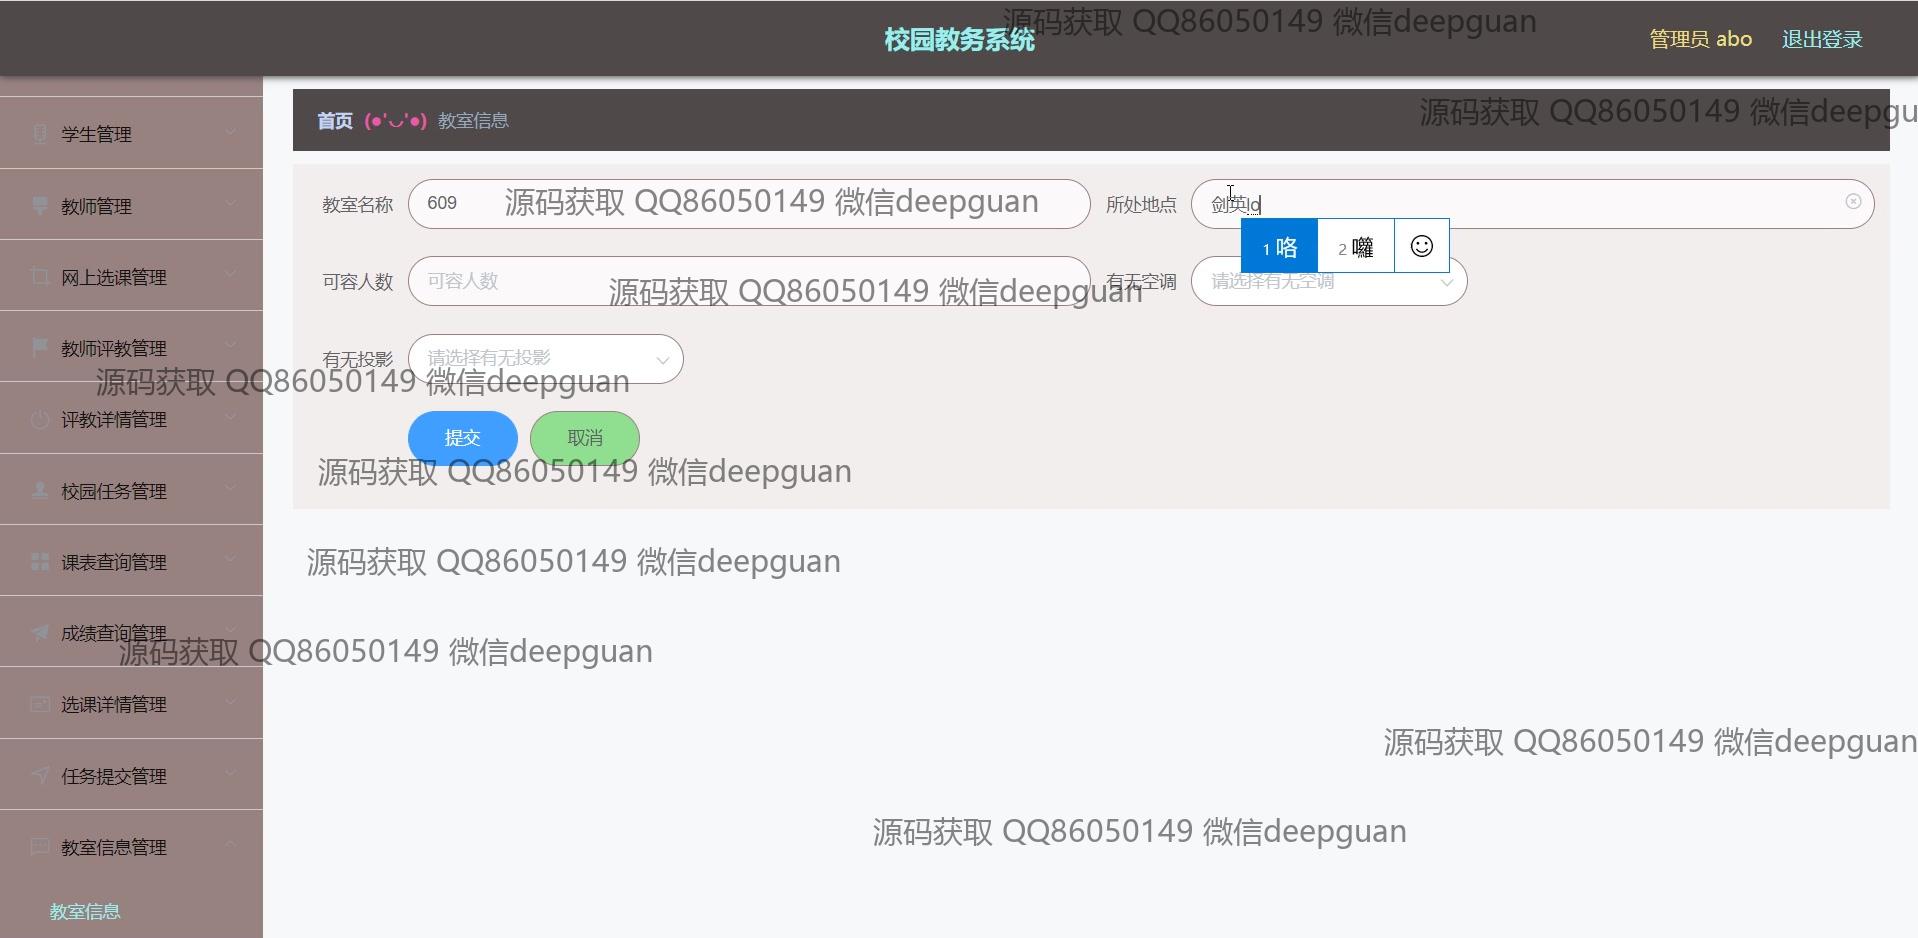 校园教务系统
源码获取 QQ86050149 微信deepguan
管理员 abo
退出登录
首页 (●'◡'●) 教室信息
源码获取 QQ86050149 微信deepgu
学生管理
教师管理
网上选课管理
教师评教管理
评教详情管理
校园任务管理
课表查询管理
成绩查询管理
选课详情管理
任务提交管理
教室信息管理
教室信息
教室名称 609
源码获取 QQ86050149 微信deepguan
所处地点 剑英lo
1 咯 2 囖
可容人数 可容人数
源码获取 QQ86050149 微信deepguan
有无空调 请选择有无空调
有无投影 请选择有无投影
源码获取 QQ86050149 微信deepguan
提交 取消
源码获取 QQ86050149 微信deepguan
源码获取 QQ86050149 微信deepguan
源码获取 QQ86050149 微信deepguan
源码获取 QQ86050149 微信deepguan
源码获取 QQ86050149 微信deepguan